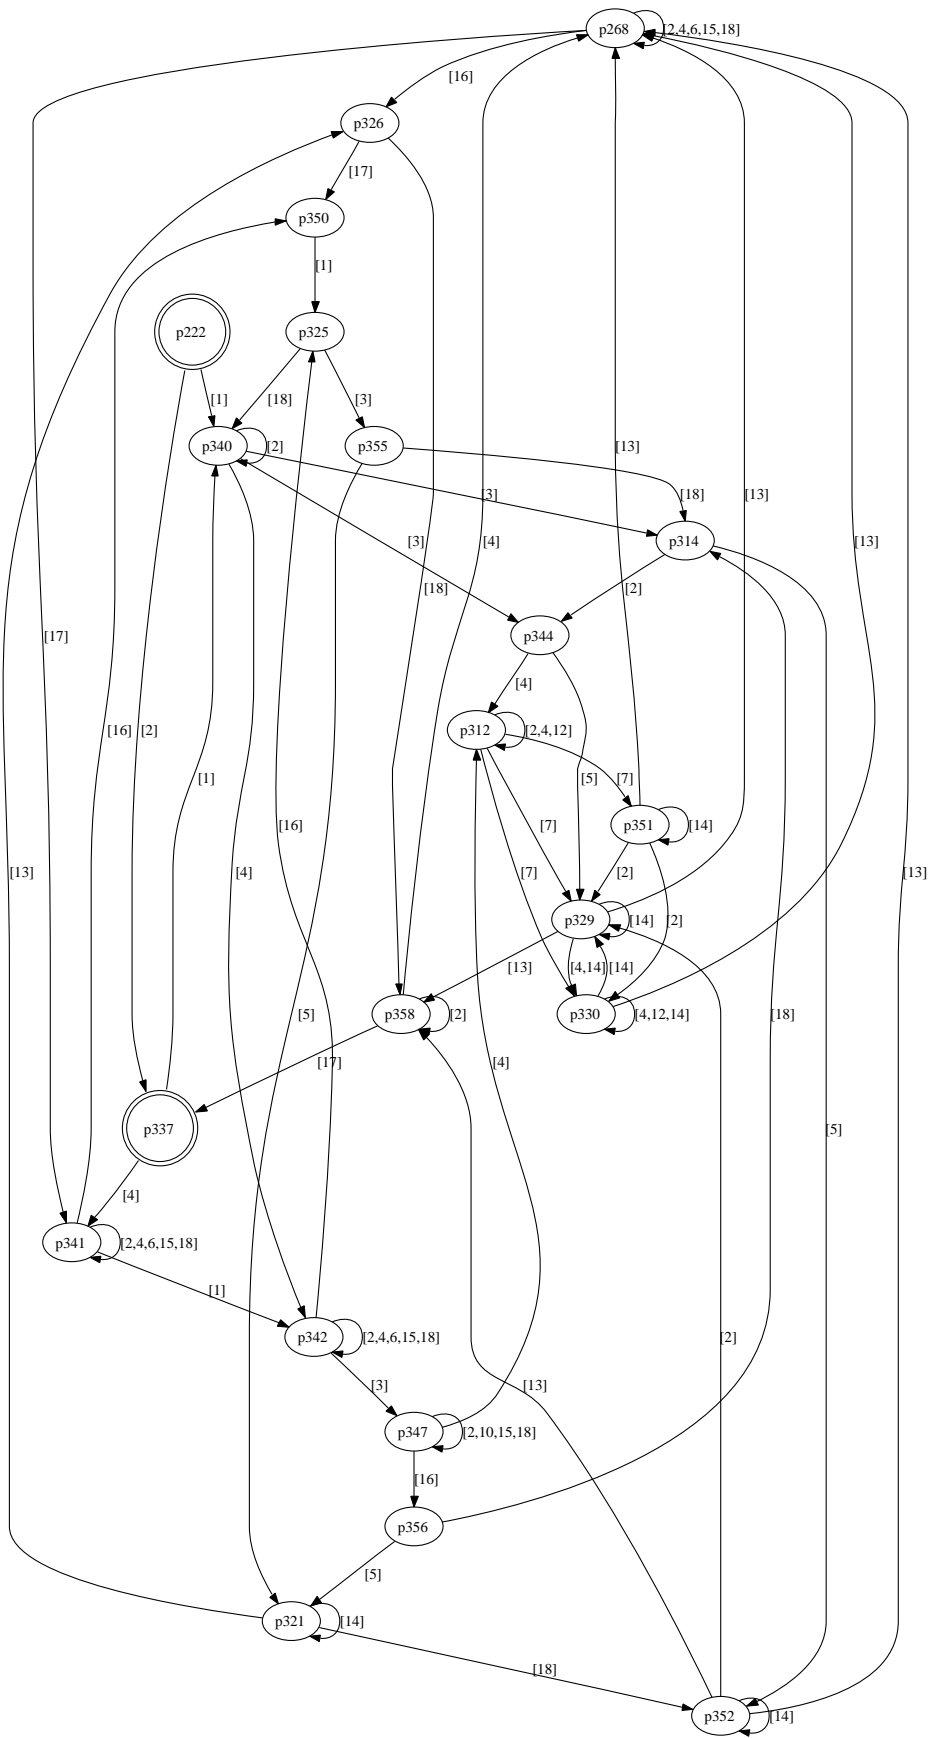 p268
[2,4,6,15,18]
[16]
p326
[17]
p350
[1]
p222
p325
[1]
[18]
[3]
p340
[2]
p355
[13]
[13]
[3]
[18]
[3]
[4]
p314
[13]
[18]
[2]
[17]
p344
[4]
p312
[2,4,12]
[16]
[2]
[5]
[7]
[1]
[16]
[7]
p351
[14]
[4]
[13]
[7]
[2]
[13]
p329
[14]
[2]
[13]
[4,14]
[14]
p358
[2]
p330
[4,12,14]
[5]
[18]
[17]
[4]
p337
[5]
[4]
p341
[2,4,6,15,18]
[1]
p342
[2,4,6,15,18]
[2]
[3]
[13]
p347
[2,10,15,18]
[16]
p356
[5]
p321
[14]
[18]
p352
[14]